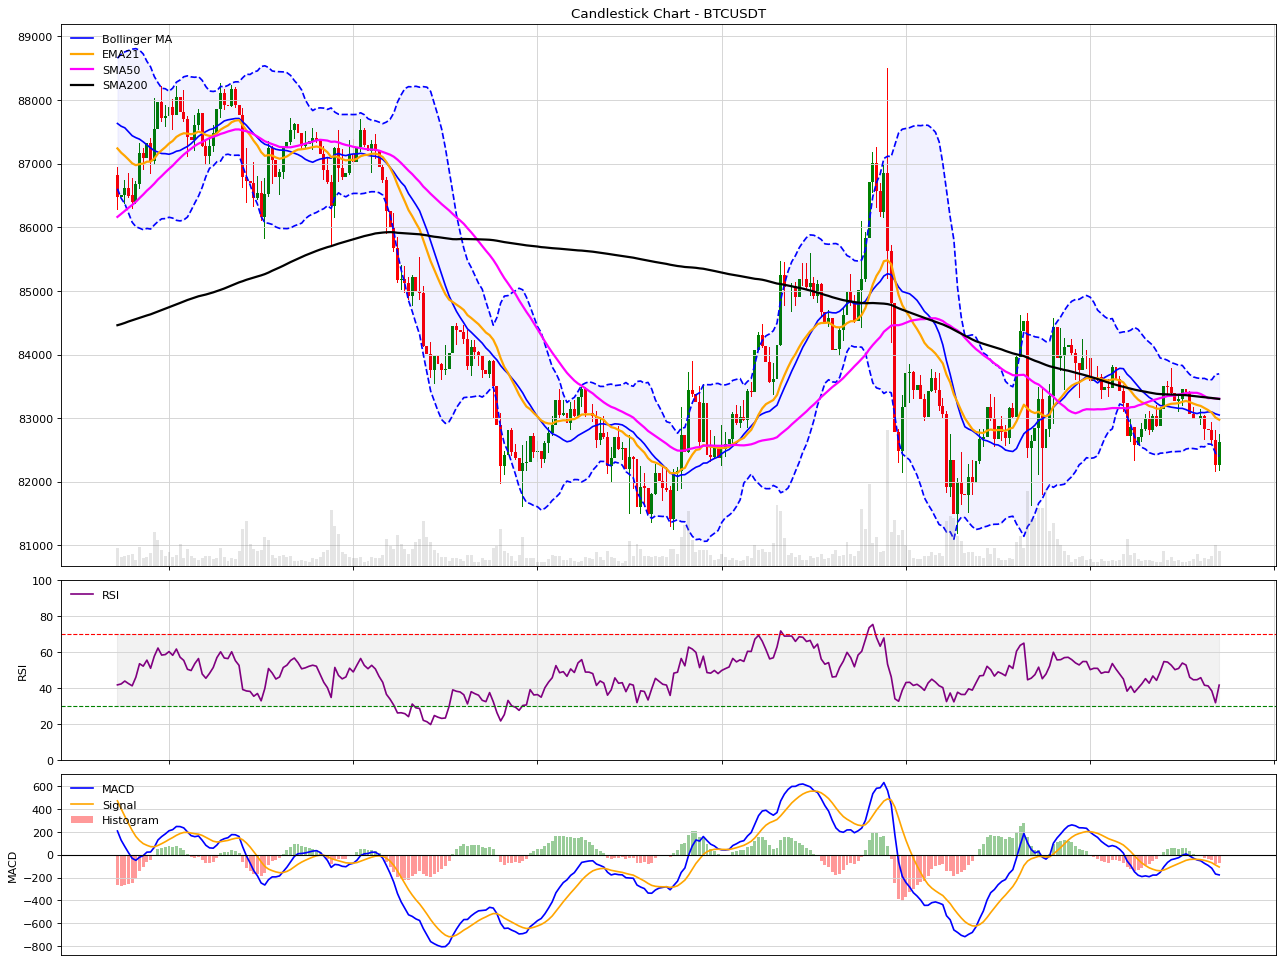 Candlestick Chart - BTCUSDT
Bollinger MA
EMA21
SMA50
SMA200
89000
88000
87000
86000
85000
84000
83000
82000
81000
RSI
100
80
60
40
20
0
RSI
MACD
Signal
Histogram
600
400
200
0
−200
−400
−600
−800
MACD